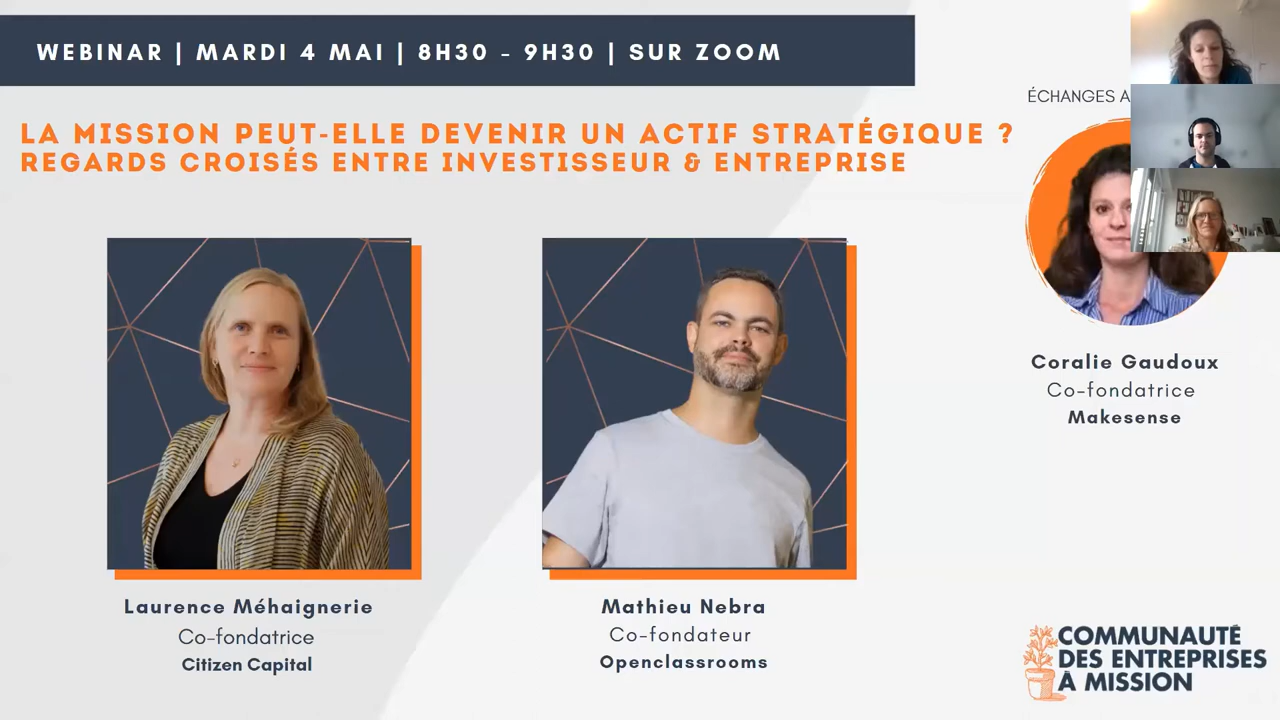 WEBINAR | MARDI 4 MAI | 8H30 - 9H30 | SUR ZOOM
LA MISSION PEUT-ELLE DEVENIR UN ACTIF STRATÉGIQUE ?
REGARDS CROISÉS ENTRE INVESTISSEUR & ENTREPRISE
ÉCHANGES
Coralie Gaudoux
Co-fondatrice
Makesense
Laurence Méhaignerie
Co-fondatrice
Citizen Capital
Mathieu Nebra
Co-fondateur
Openclassrooms
COMMUNAUTÉ
DES ENTREPRISES
À MISSION